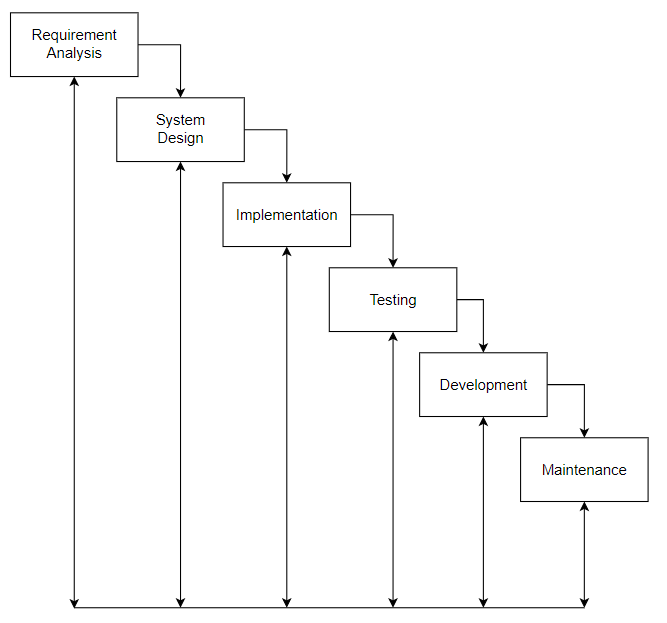 Requirement
Analysis
System
Design
Implementation
Testing
Development
Maintenance